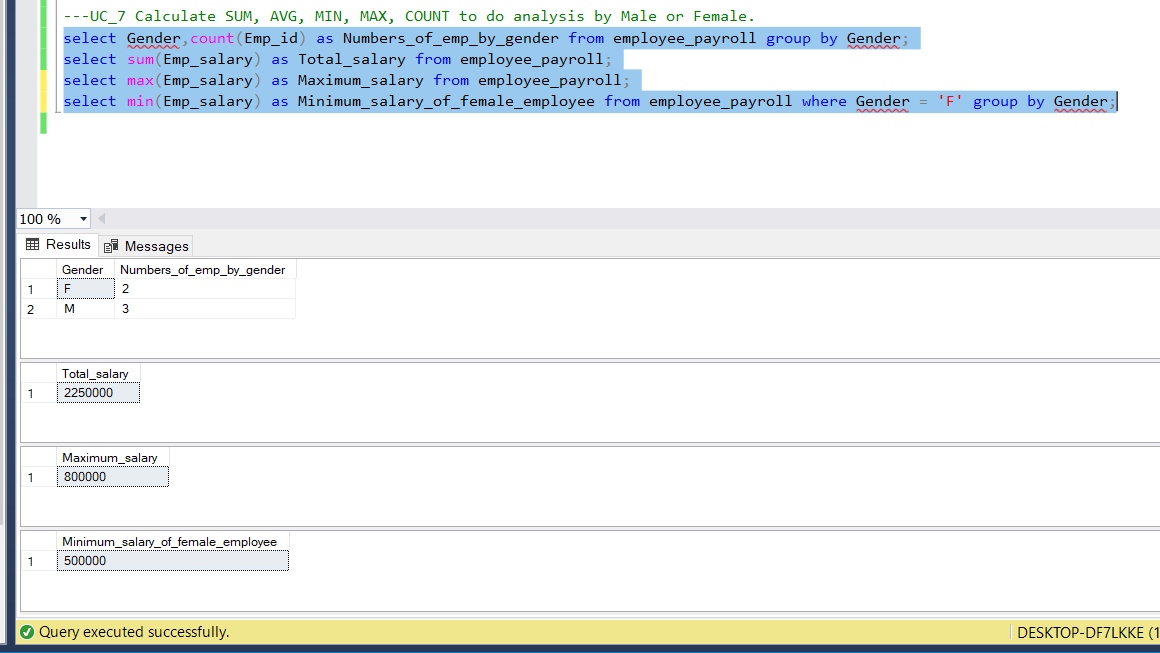 ---UC_7 Calculate SUM, AVG, MIN, MAX, COUNT to do analysis by Male or Female.
select Gender,count(Emp_id) as Numbers_of_emp_by_gender from employee_payroll group by Gender;
select sum(Emp_salary) as Total_salary from employee_payroll;
select max(Emp_salary) as Maximum_salary from employee_payroll;
select min(Emp_salary) as Minimum_salary_of_female_employee from employee_payroll where Gender = 'F' group by Gender;
100 %
Results Messages
Gender Numbers_of_emp_by_gender
1 F 2
2 M 3
Total_salary
1 2250000
Maximum_salary
1 800000
Minimum_salary_of_female_employee
1 500000
Query executed successfully. DESKTOP-DF7LKKE (1